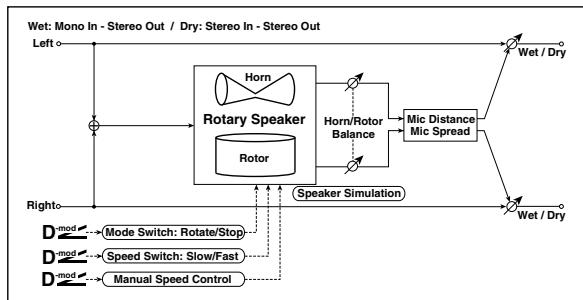 Wet: Mono In - Stereo Out / Dry: Stereo In - Stereo Out
Left
Wet / Dry
Horn
Rotary Speaker
Horn/Rotor
Balance
Mic Distance
Mic Spread
Rotor
Speaker Simulation
Right
Wet / Dry
D-mod
Mode Switch: Rotate/Stop
D-mod
Speed Switch: Slow/Fast
D-mod
Manual Speed Control